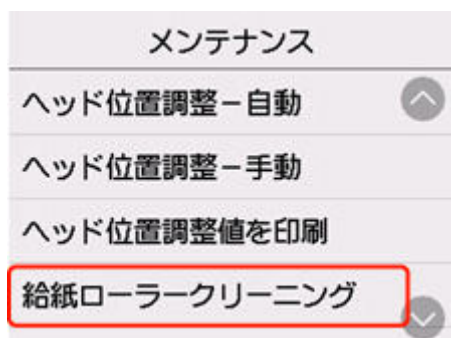 メンテナンス
ヘッド位置調整－自動
ヘッド位置調整－手動
ヘッド位置調整値を印刷
給紙ローラークリーニング